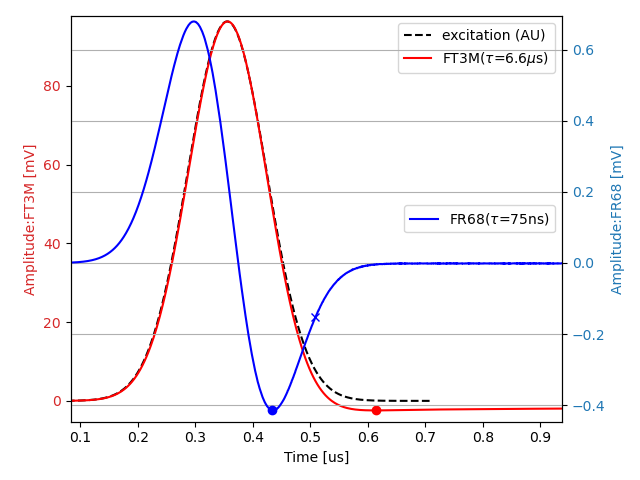 excitation (AU)
FT3M(τ=6.6μs)
FR68(τ=75ns)
Amplitude:FT3M [mV]
80
60
40
20
0
Amplitude:FR68 [mV]
0.6
0.4
0.2
0.0
−0.2
−0.4
0.1 0.2 0.3 0.4 0.5 0.6 0.7 0.8 0.9
Time [us]